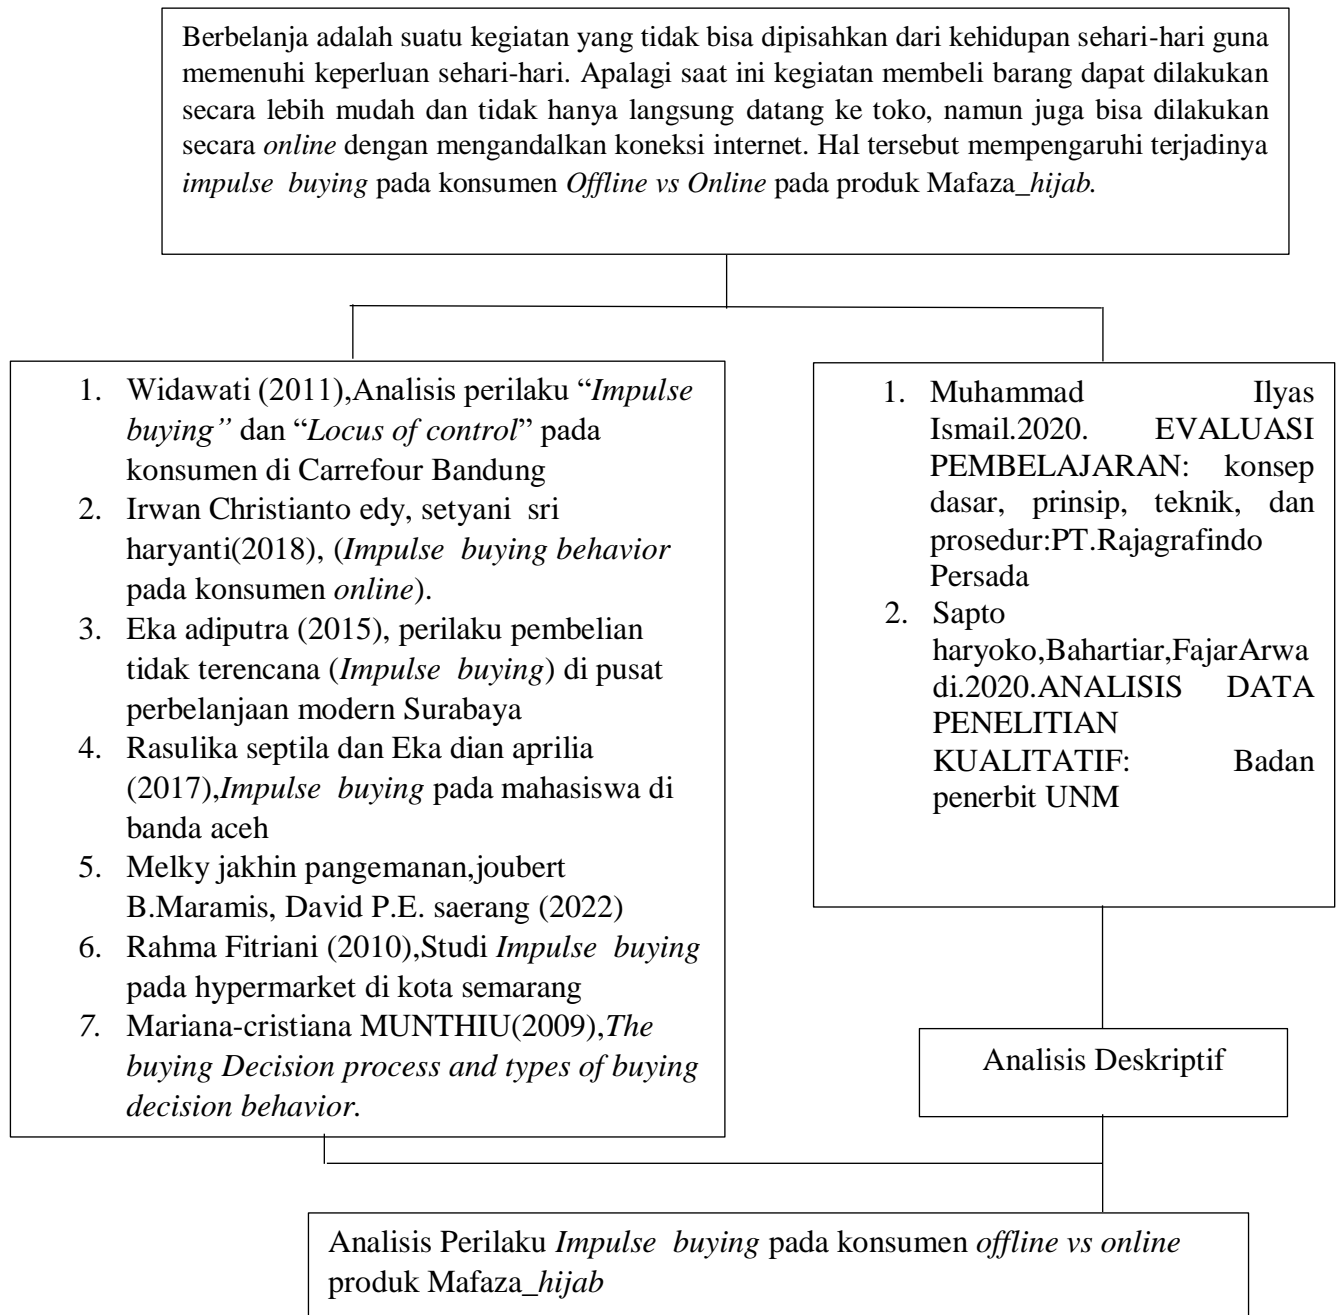 Berbelanja adalah suatu kegiatan yang tidak bisa dipisahkan dari kehidupan sehari-hari guna
memenuhi keperluan sehari-hari. Apalagi saat ini kegiatan membeli barang dapat dilakukan
secara lebih mudah dan tidak hanya langsung datang ke toko, namun juga bisa dilakukan
secara online dengan mengandalkan koneksi internet. Hal tersebut mempengaruhi terjadinya
impulse buying pada konsumen Offline vs Online pada produk Mafaza_hijab.
1. Widawati (2011),Analisis perilaku “Impulse
buying” dan “Locus of control” pada
konsumen di Carrefour Bandung
2. Irwan Christianto edy, setyani sri
haryanti(2018), (Impulse buying behavior
pada konsumen online).
3. Eka adiputra (2015), perilaku pembelian
tidak terencana (Impulse buying) di pusat
perbelanjaan modern Surabaya
4. Rasulika septila dan Eka dian aprilia
(2017),Impulse buying pada mahasiswa di
banda aceh
5. Melky jakhin pangemanan,joubert
B.Maramis, David P.E. saerang (2022)
6. Rahma Fitriani (2010),Studi Impulse buying
pada hypermarket di kota semarang
7. Mariana-cristiana MUNTHIU(2009),The
buying Decision process and types of buying
decision behavior.
1. Muhammad Ilyas
Ismail.2020. EVALUASI
PEMBELAJARAN: konsep
dasar, prinsip, teknik, dan
prosedur:PT.Rajagrafindo
Persada
2. Sapto
haryoko,Bahartiar,FajarArwa
di.2020.ANALISIS DATA
PENELITIAN
KUALITATIF: Badan
penerbit UNM
Analisis Deskriptif
Analisis Perilaku Impulse buying pada konsumen offline vs online
produk Mafaza_hijab